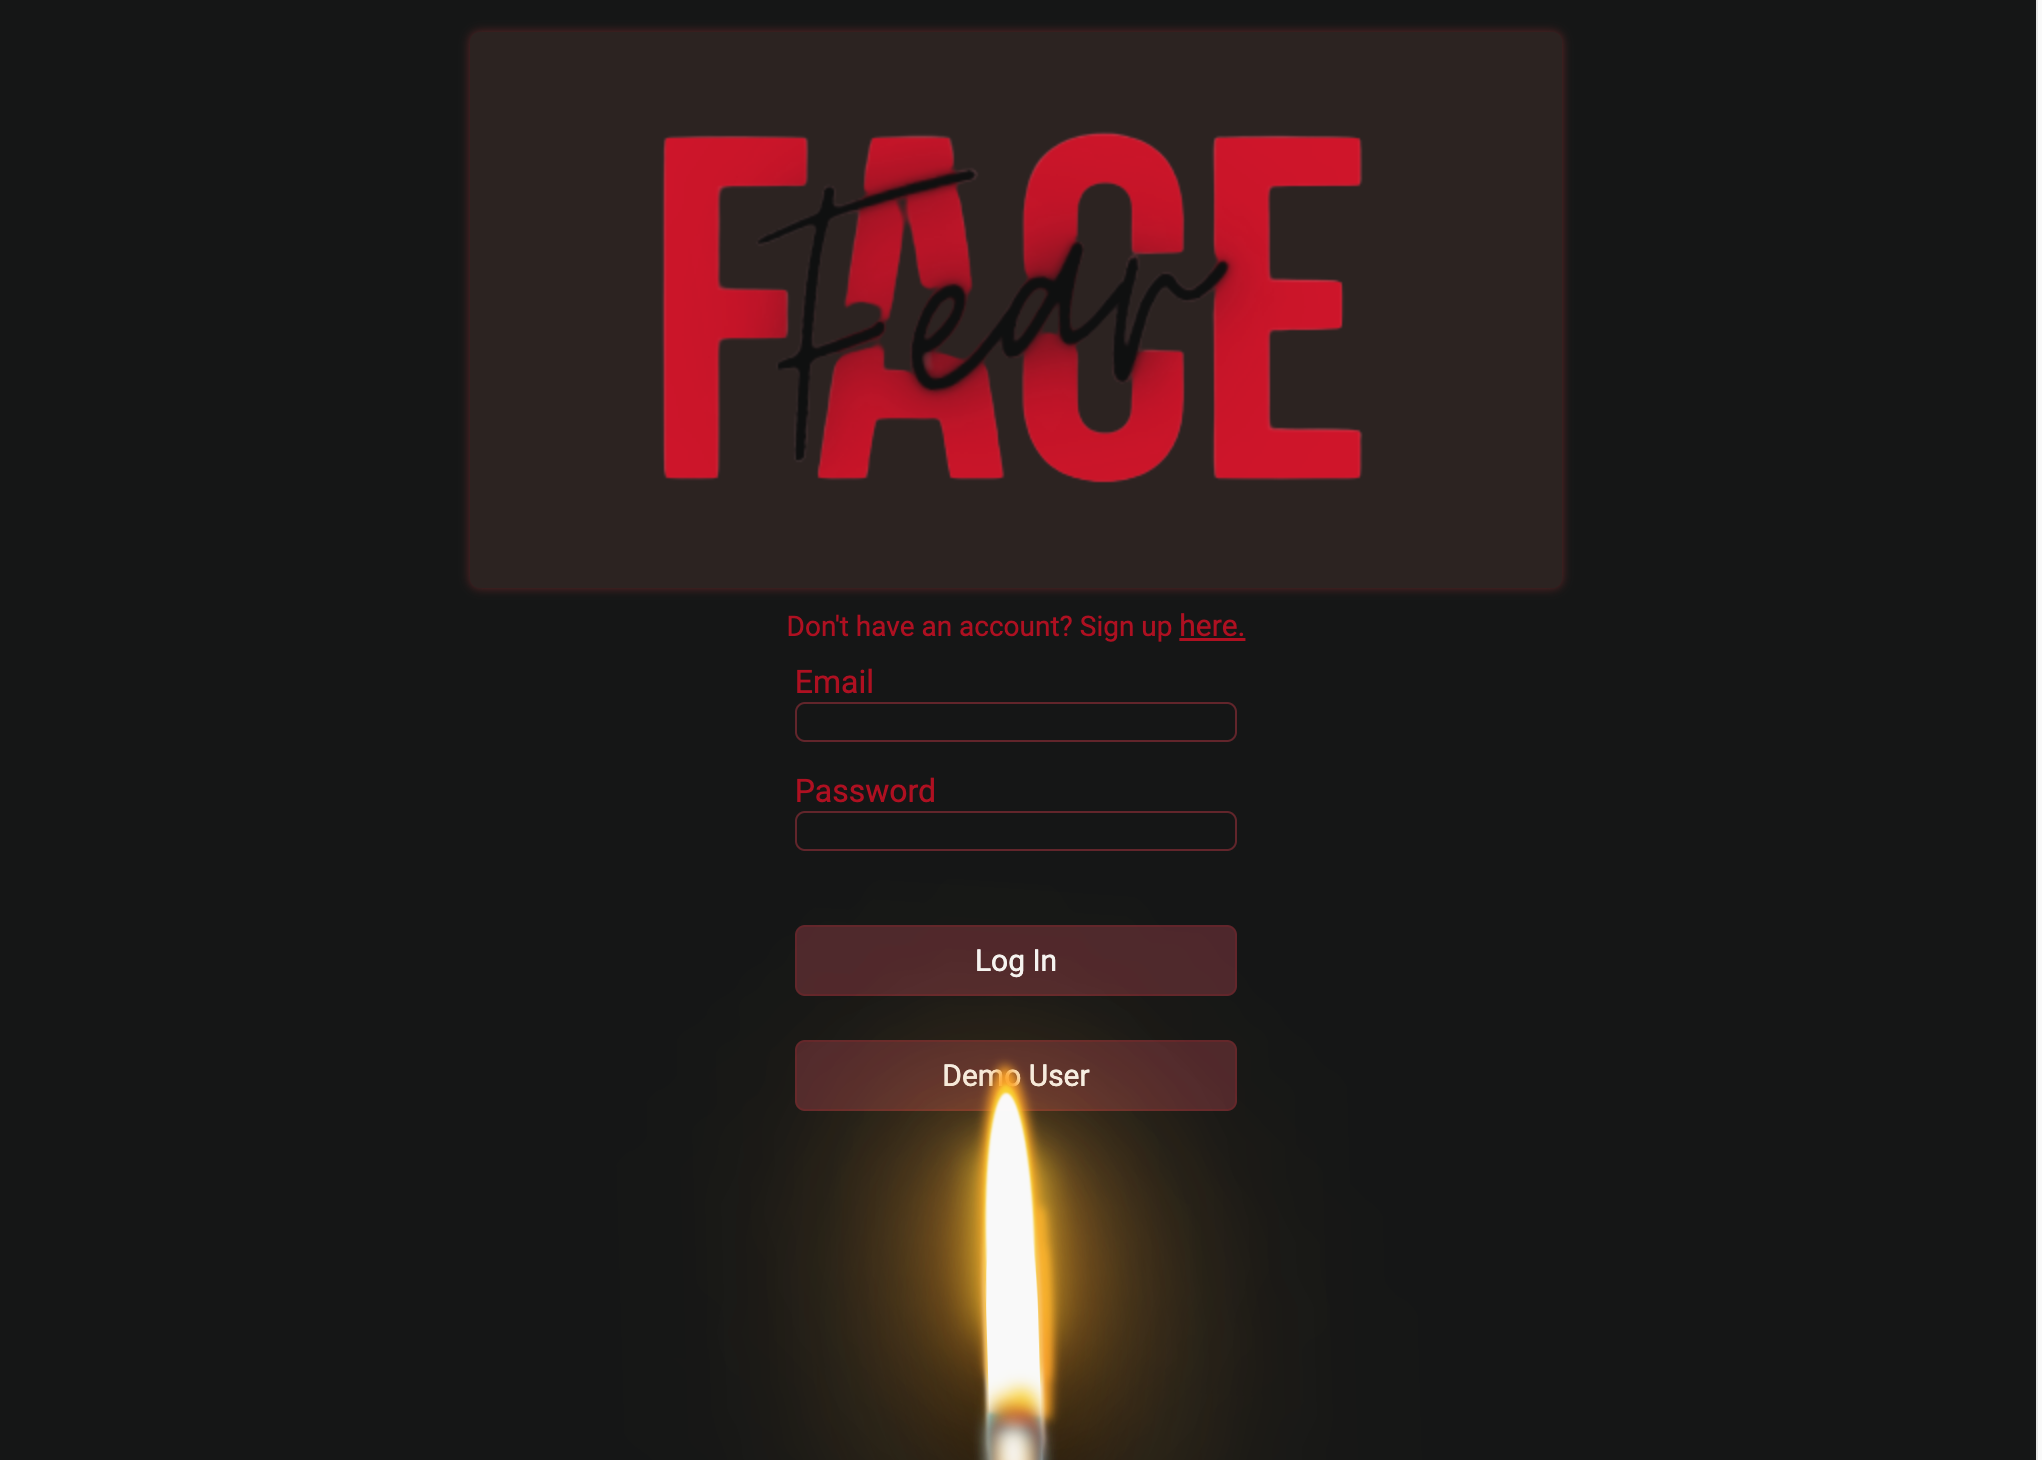 FACE
Fear
Don't have an account? Sign up here.
Email
Password
Log In
Demo User